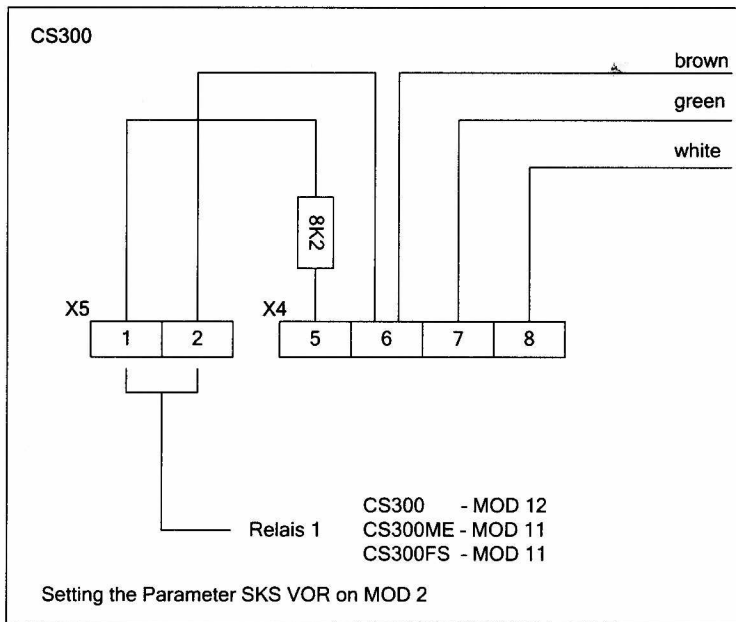 CS300
brown
green
white
8K2
X5
X4
1
2
5
6
7
8
Relais 1
CS300 - MOD 12
CS300ME - MOD 11
CS300FS - MOD 11
Setting the Parameter SKS VOR on MOD 2